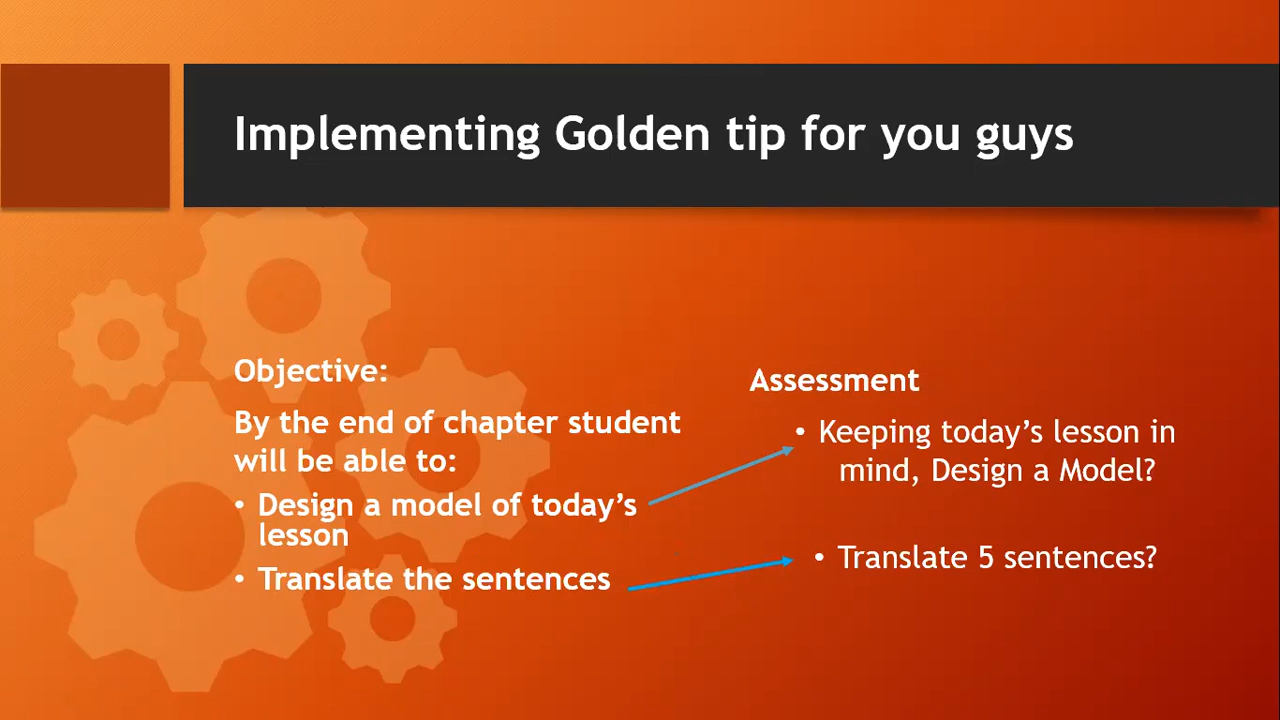 Implementing Golden tip for you guys
Objective:
By the end of chapter student
will be able to:
• Design a model of today’s
lesson
• Translate the sentences
Assessment
• Keeping today’s lesson in
mind, Design a Model?
• Translate 5 sentences?